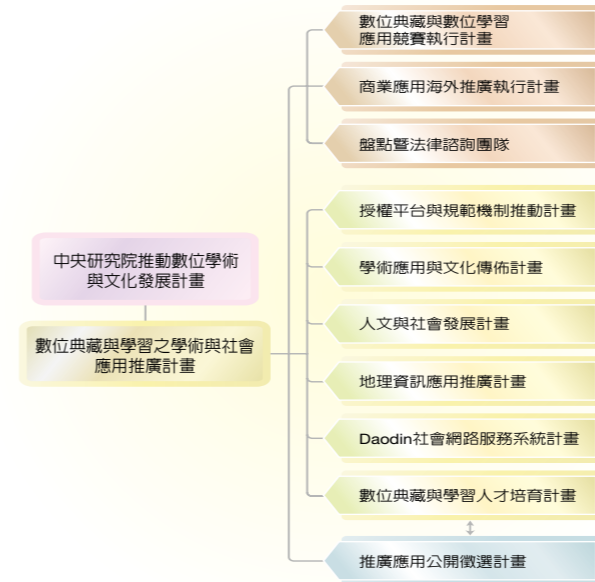 數位典藏與數位學習
應用競賽執行計畫
商業應用海外推廣執行計畫
盤點暨法律諮詢團隊
授權平台與規範機制推動計畫
中央研究院推動數位學術
與文化發展計畫
學術應用與文化傳佈計畫
人文與社會發展計畫
數位典藏與學習之學術與社會
應用推廣計畫
地理資訊應用推廣計畫
Daodin社會網路服務系統計畫
數位典藏與學習人才培育計畫
推廣應用公開徵選計畫